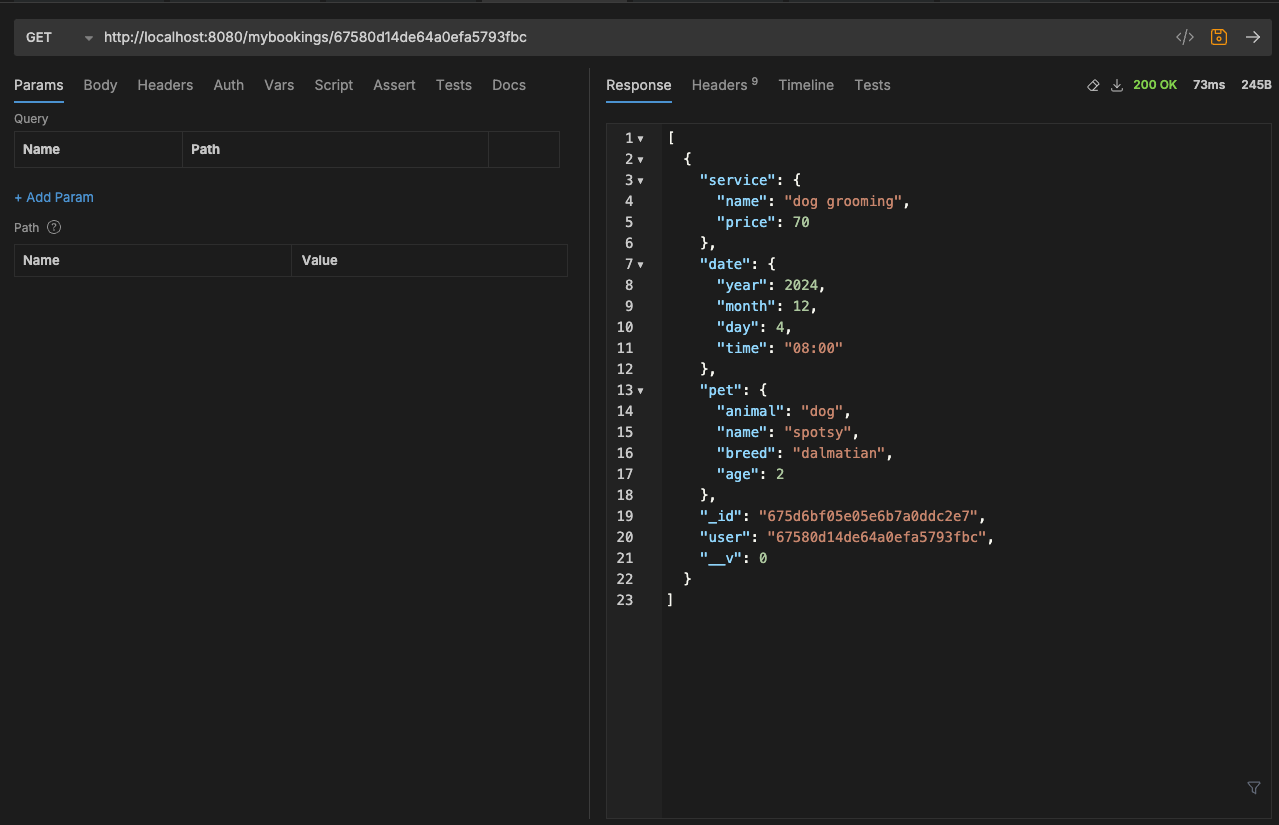 GET http://localhost:8080/mybookings/67580d14de64a0efa5793fbc </>
Params Body Headers Auth Vars Script Assert Tests Docs
Query
Name Path
+ Add Param
Path ?
Name Value
Response Headers 9 Timeline Tests 200 OK 73ms 245B
1 [
2 {
3 "service": {
4 "name": "dog grooming",
5 "price": 70
6 },
7 "date": {
8 "year": 2024,
9 "month": 12,
10 "day": 4,
11 "time": "08:00"
12 },
13 "pet": {
14 "animal": "dog",
15 "name": "spotsy",
16 "breed": "dalmatian",
17 "age": 2
18 },
19 "_id": "675d6bf05e05e6b7a0ddc2e7",
20 "user": "67580d14de64a0efa5793fbc",
21 "__v": 0
22 }
23 ]